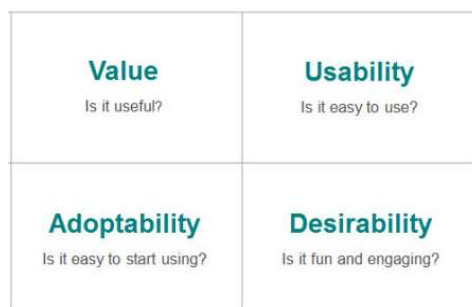 Value
Is it useful?
Usability
Is it easy to use?
Adoptability
Is it easy to start using?
Desirability
Is it fun and engaging?